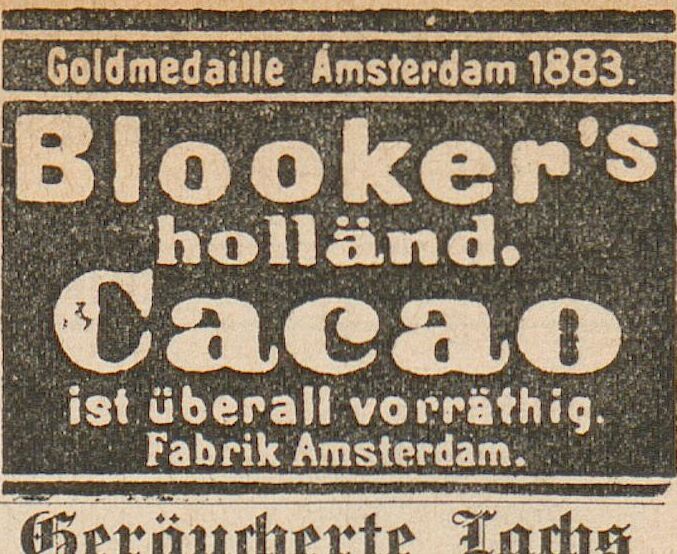 Goldmedaille Amsterdam 1883.
Blooker's
holländ.
Cacao
ist überall vorräthig.
Fabrik Amsterdam.
Geräucherte Lachs